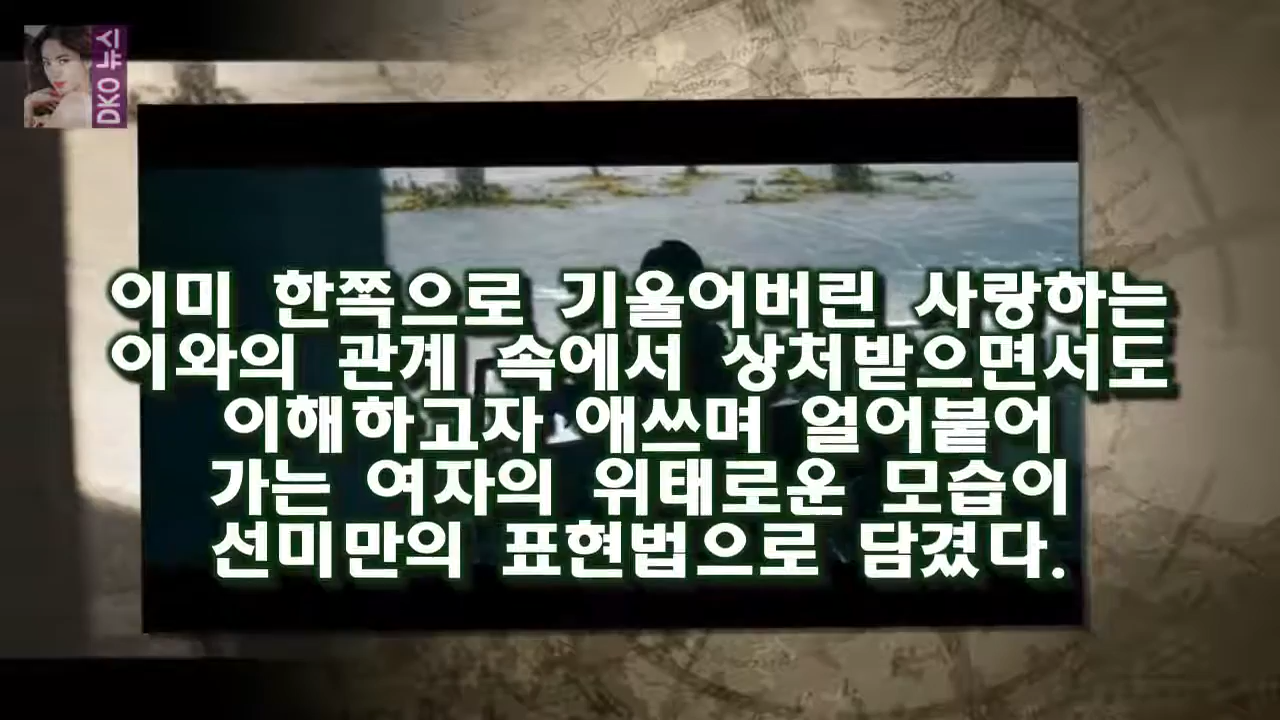 DKO 뉴스
이미 한쪽으로 기울어버린 사랑하는
이와의 관계 속에서 상처받으면서도
이해하고자 애쓰며 얼어붙어
가는 여자의 위태로운 모습이
선미만의 표현법으로 담겼다.